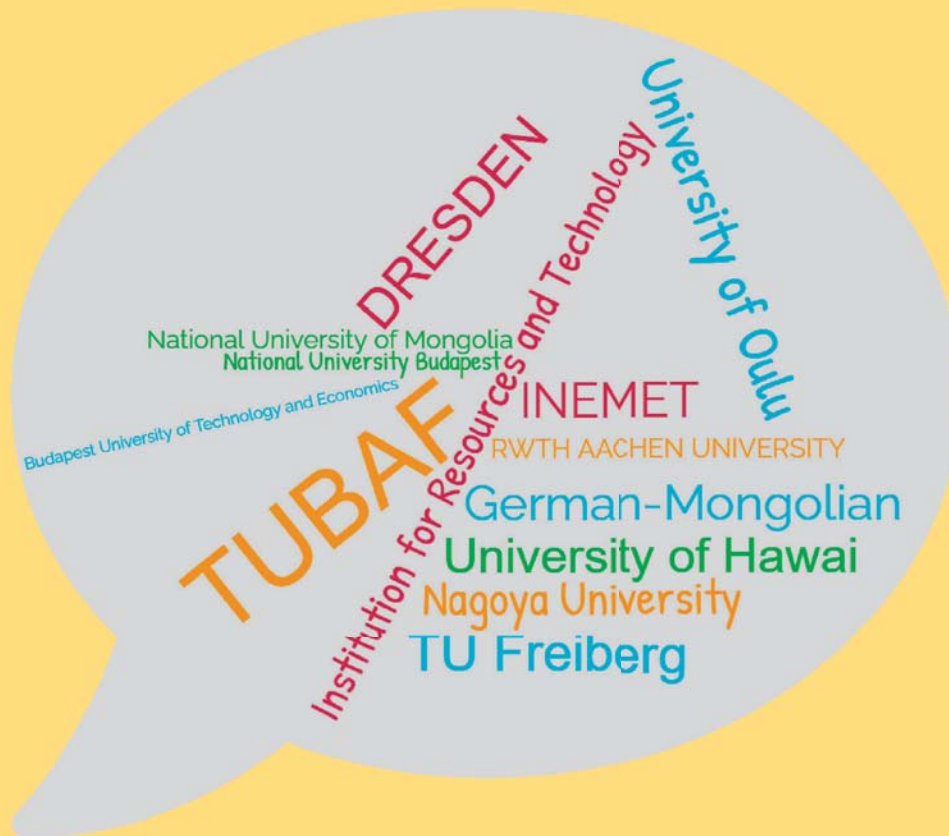 University of Oulu
DRESDEN
Institution for Resources and Technology
National University of Mongolia
National University Budapest
Budapest University of Technology and Economics
TUBAF
INEMET
RWTH AACHEN UNIVERSITY
German-Mongolian
University of Hawai
Nagoya University
TU Freiberg